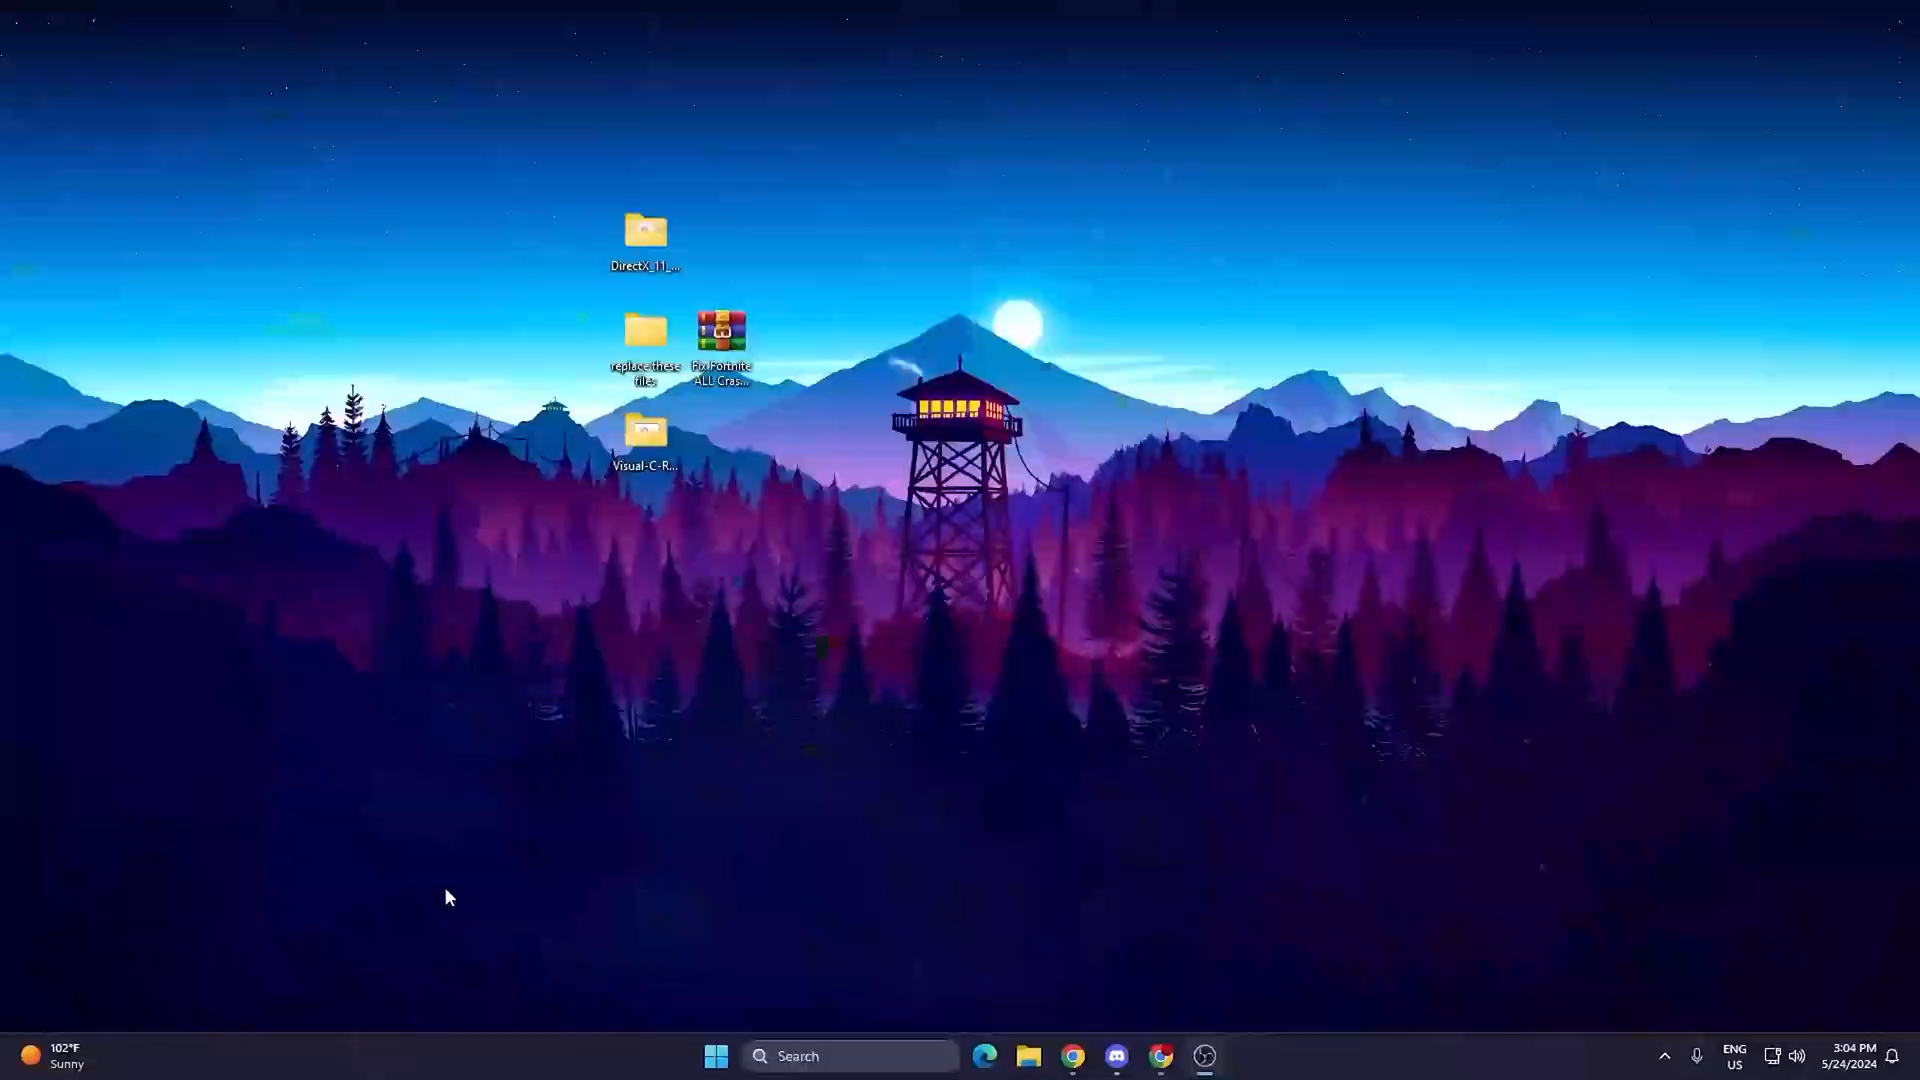 DirectX_11_...
replace these
files
Fix Fortnite
ALL Cras...
Visual-C-R...
102°F
Sunny
Search
ENG
US
3:04 PM
5/24/2024